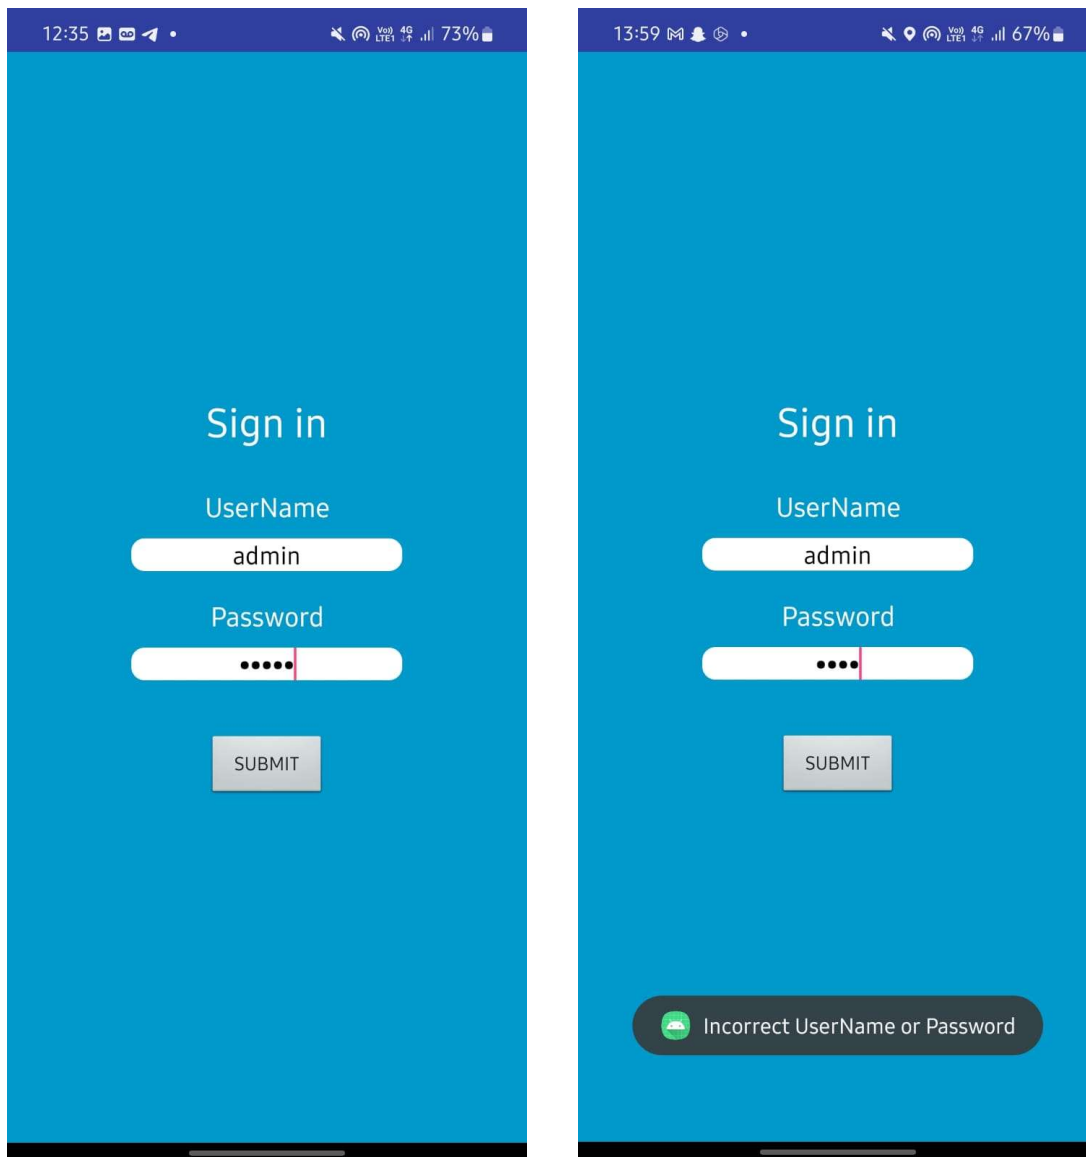 12:35
73%
Sign in
UserName
admin
Password
SUBMIT
13:59
67%
Sign in
UserName
admin
Password
SUBMIT
Incorrect UserName or Password